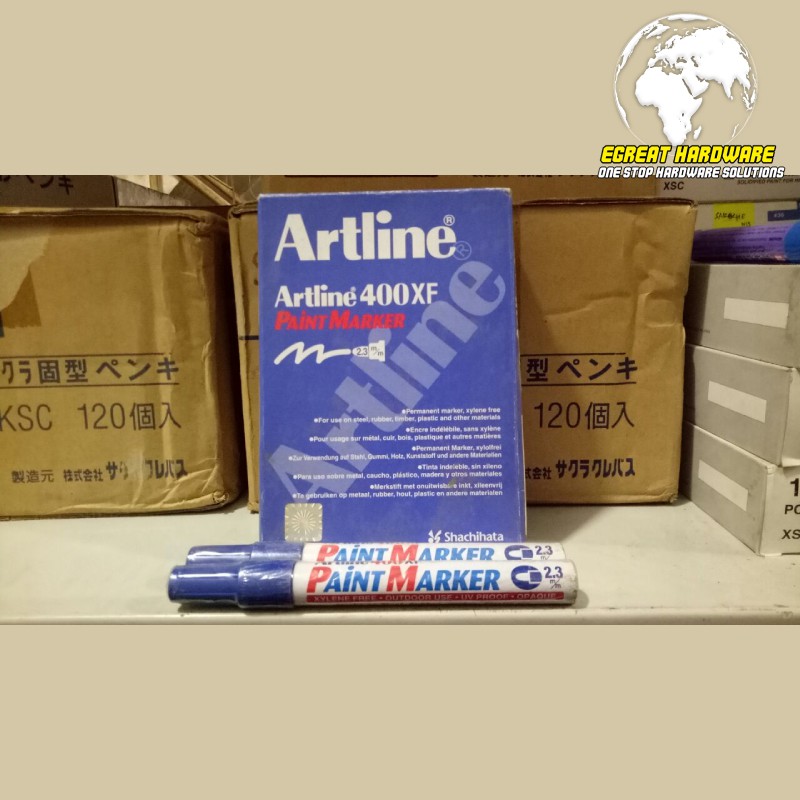 EGREAT HARDWARE
ONE STOP HARDWARE SOLUTIONS
XSC
Artline®
Artline® 400XF
PAINT MARKER
2.3 m/m
Artline
•Permanent marker, xylene free
•For use on steel, rubber, timber, plastic and other materials
•Encre indélébile, sans xylène
•Pour usage sur métal, cuir, bois, plastique et autres matières
•Permanent Marker, xylolfrei
•Zur Verwendung auf Stahl, Gummi, Holz, Kunststoff und andere Materialien
•Tinta indeleble, sin xileno
•Para uso sobre metal, caucho, plástico, madera y otros materiales
•Merkstift met onuitwisbare inkt, xileenvrij
•Te gebruiken op metaal, rubber, hout, plastic en andere materialen
Shachihata
クラ固型ペンキ
KSC 120個入
製造元 株式会社 サクラクレパス
型ペンキ
120個入
式会社 サクラクレパス
PAINT MARKER 2.3
PAINT MARKER 2.3 m/m
XYLENE FREE • OUTDOOR USE • UV PROOF • OPAQUE